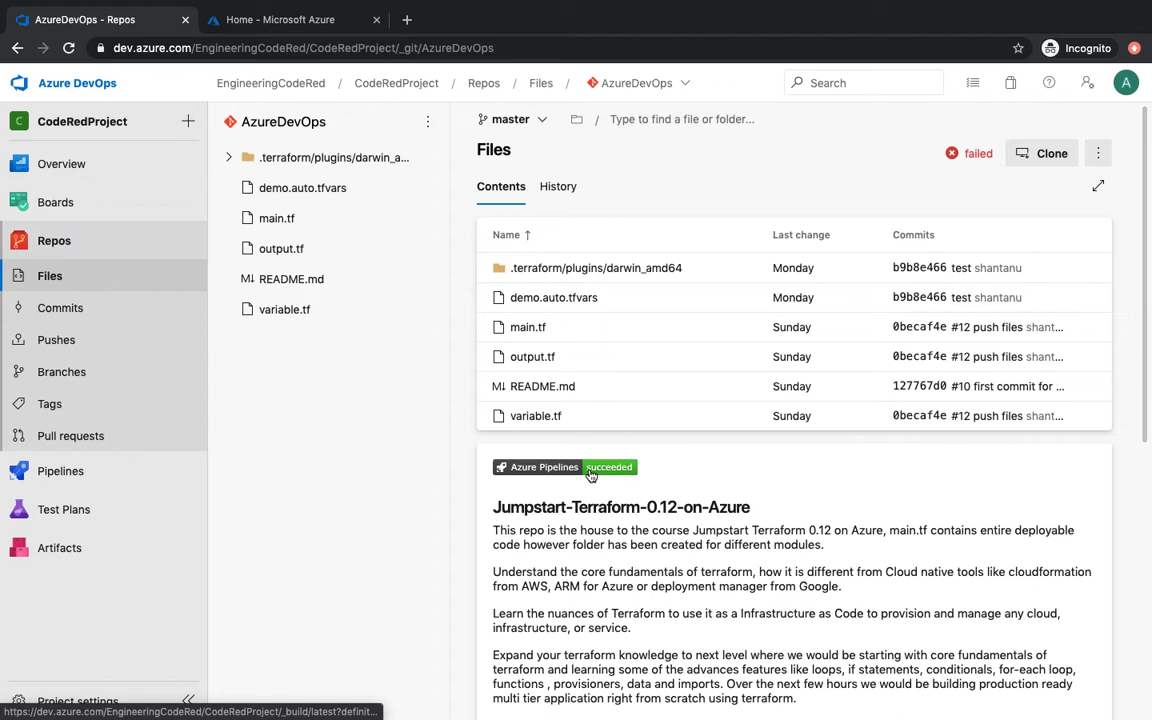 AzureDevOps - Repos
Home - Microsoft Azure
dev.azure.com/EngineeringCodeRed/CodeRedProject/_git/AzureDevOps
Incognito
Azure DevOps
EngineeringCodeRed / CodeRedProject / Repos / Files / AzureDevOps
Search
A
C CodeRedProject
Overview
Boards
Repos
Files
Commits
Pushes
Branches
Tags
Pull requests
Pipelines
Test Plans
Artifacts
Project settings
https://dev.azure.com/EngineeringCodeRed/CodeRedProject/_build/latest?definit...
AzureDevOps
.terraform/plugins/darwin_a...
demo.auto.tfvars
main.tf
output.tf
M↓ README.md
variable.tf
master / Type to find a file or folder...
Files
failed
Clone
Contents History
Name ↑ Last change Commits
.terraform/plugins/darwin_amd64 Monday b9b8e466 test shantanu
demo.auto.tfvars Monday b9b8e466 test shantanu
main.tf Sunday 0becaf4e #12 push files shant...
output.tf Sunday 0becaf4e #12 push files shant...
M↓ README.md Sunday 127767d0 #10 first commit for ...
variable.tf Sunday 0becaf4e #12 push files shant...
Azure Pipelines succeeded
Jumpstart-Terraform-0.12-on-Azure
This repo is the house to the course Jumpstart Terraform 0.12 on Azure, main.tf contains entire deployable
code however folder has been created for different modules.
Understand the core fundamentals of terraform, how it is different from Cloud native tools like cloudformation
from AWS, ARM for Azure or deployment manager from Google.
Learn the nuances of Terraform to use it as a Infrastructure as Code to provision and manage any cloud,
infrastructure, or service.
Expand your terraform knowledge to next level where we would be starting with core fundamentals of
terraform and learning some of the advances features like loops, if statements, conditionals, for-each loop,
functions , provisioners, data and imports. Over the next few hours we would be building production ready
multi tier application right from scratch using terraform.